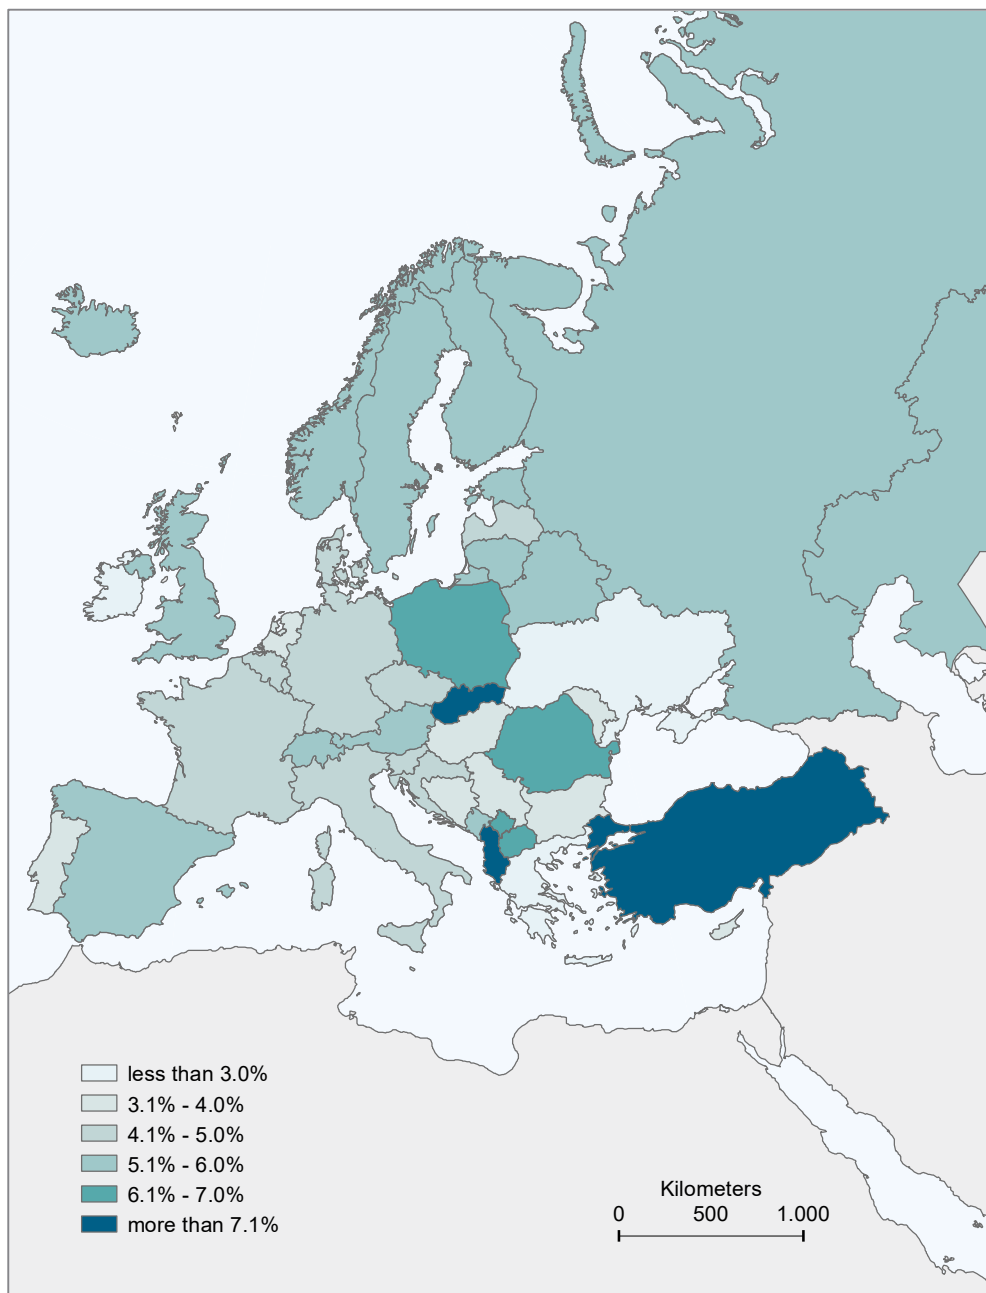 less than 3.0%
3.1% - 4.0%
4.1% - 5.0%
5.1% - 6.0%
6.1% - 7.0%
more than 7.1%
Kilometers
0 500 1.000